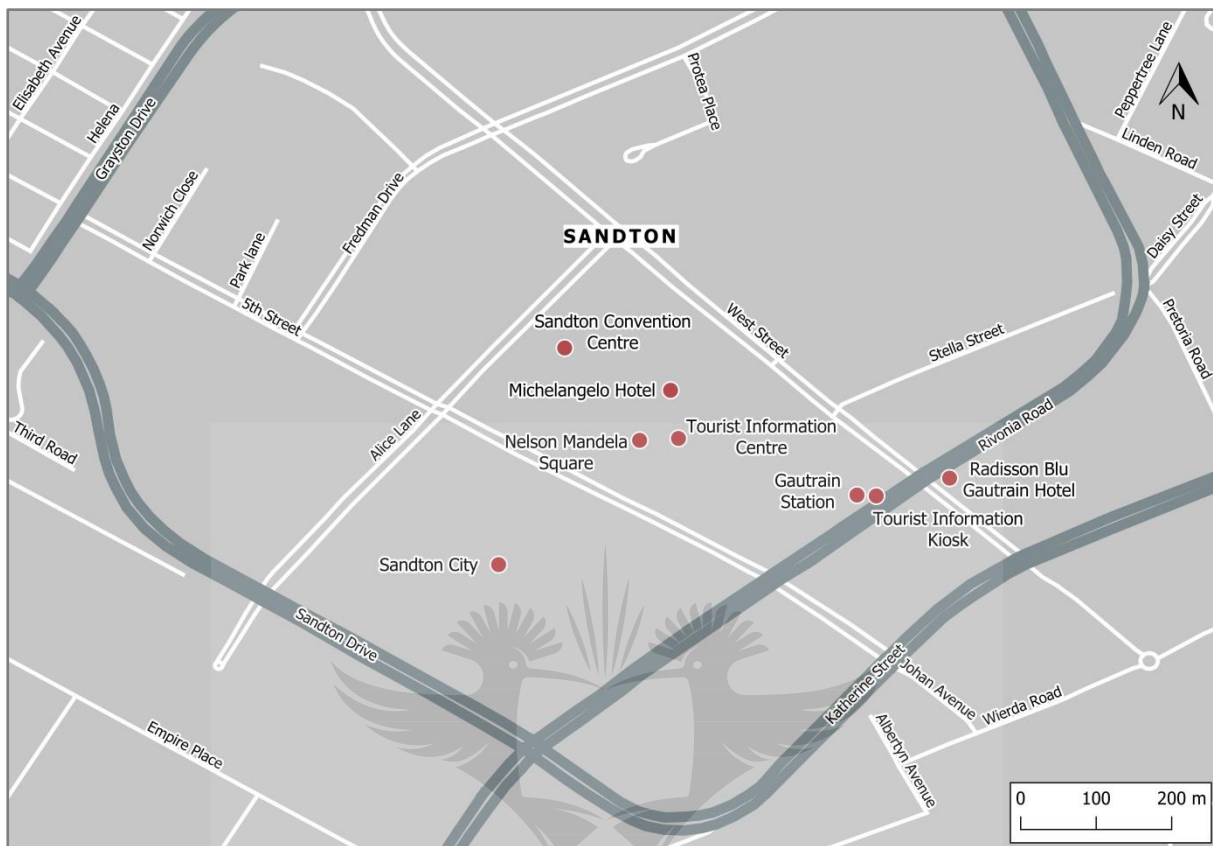 Elisabeth Avenue
Helena
Grayston Drive
Norwich Close
Park lane
5th Street
Fredman Drive
Protea Place
Peppertree Lane
N
Linden Road
Daisy Street
Pretoria Road
SANDTON
West Street
Stella Street
Rivonia Road
Sandton Convention
Centre
Michelangelo Hotel
Nelson Mandela
Square
Tourist Information
Centre
Alice Lane
Third Road
Gautrain
Station
Radisson Blu
Gautrain Hotel
Tourist Information
Kiosk
Sandton City
Sandton Drive
Empire Place
Katherine Street
Johan Avenue
Wierda Road
Albertyn Avenue
0 100 200 m